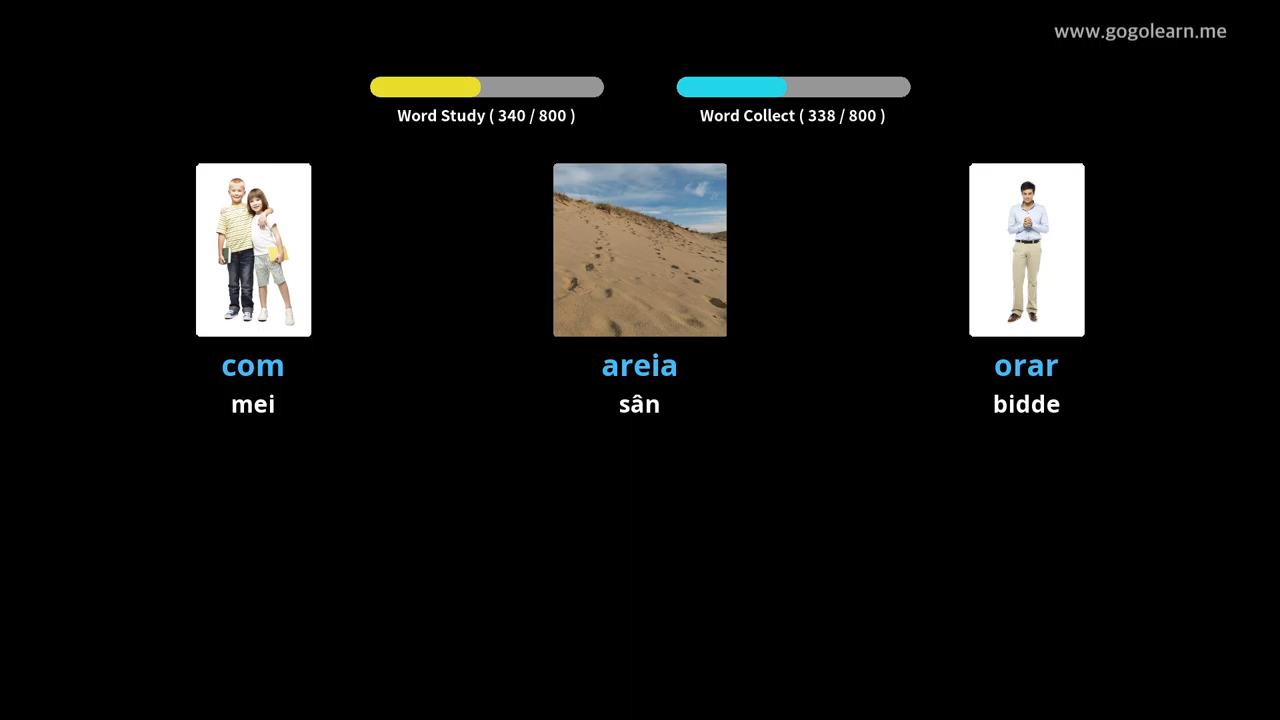 www.gogolearn.me
Word Study ( 340 / 800 )
Word Collect ( 338 / 800 )
com
mei
areia
sân
orar
bidde